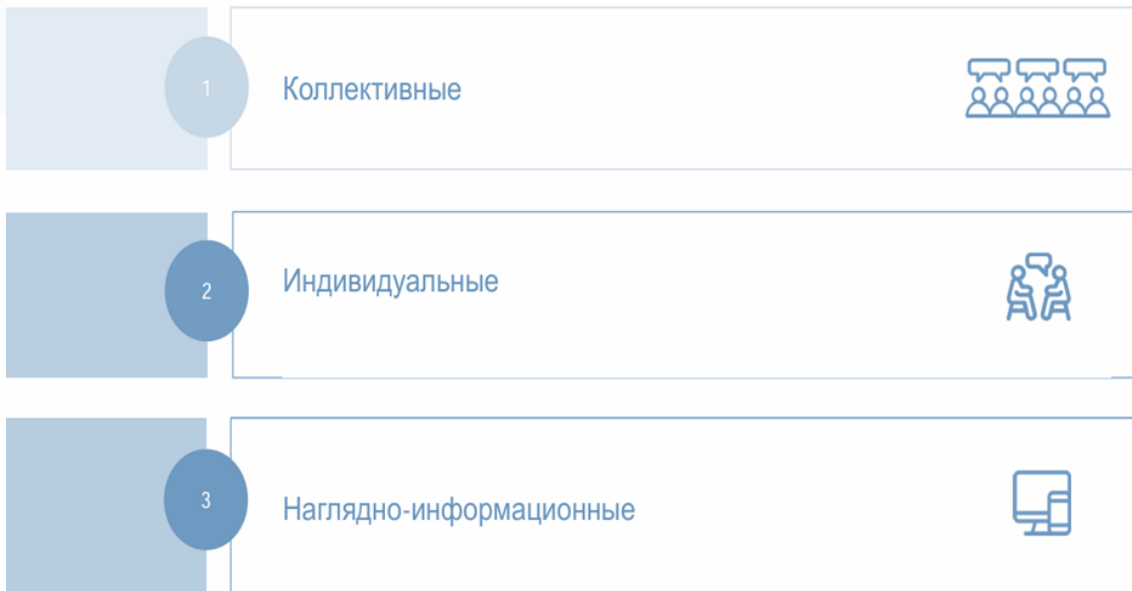 1
Коллективные
2
Индивидуальные
3
Наглядно-информационные